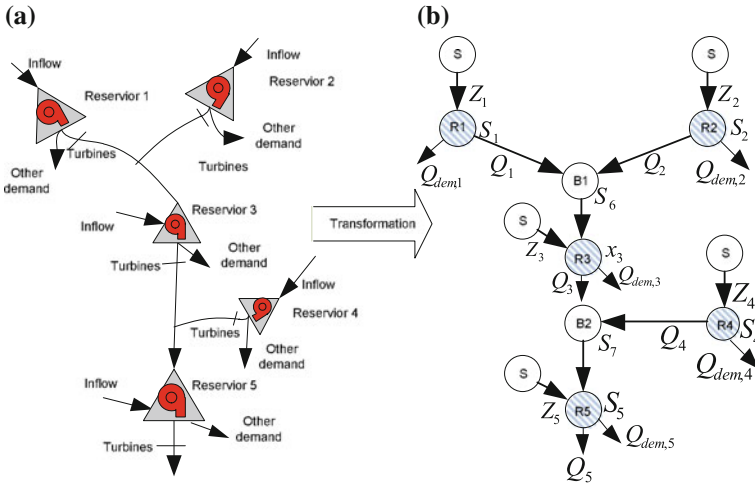 (a)
Inflow
Reservior 1
Inflow
Reservior 2
Other
demand
Turbines
Other
demand
Turbines
Reservior 3
Inflow
Other
demand
Turbines
Inflow
Reservior 4
Turbines
Other
demand
Reservior 5
Inflow
Other
demand
Turbines
Transformation
(b)
S
Z1
R1
S1
Qdem,1
Q1
S
Z2
R2
S2
Qdem,2
Q2
B1
S6
S
Z3
R3
x3
Qdem,3
Q3
S
Z4
R4
Qdem,4
Q4
B2
S7
S
Z5
R5
S5
Qdem,5
Q5